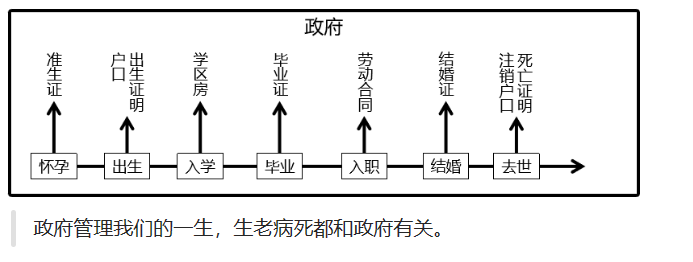 政府
准生证
户口
出生证明
学区房
毕业证
劳动合同
结婚证
注销户口
死亡证明
怀孕
出生
入学
毕业
入职
结婚
去世
政府管理我们的一生，生老病死都和政府有关。